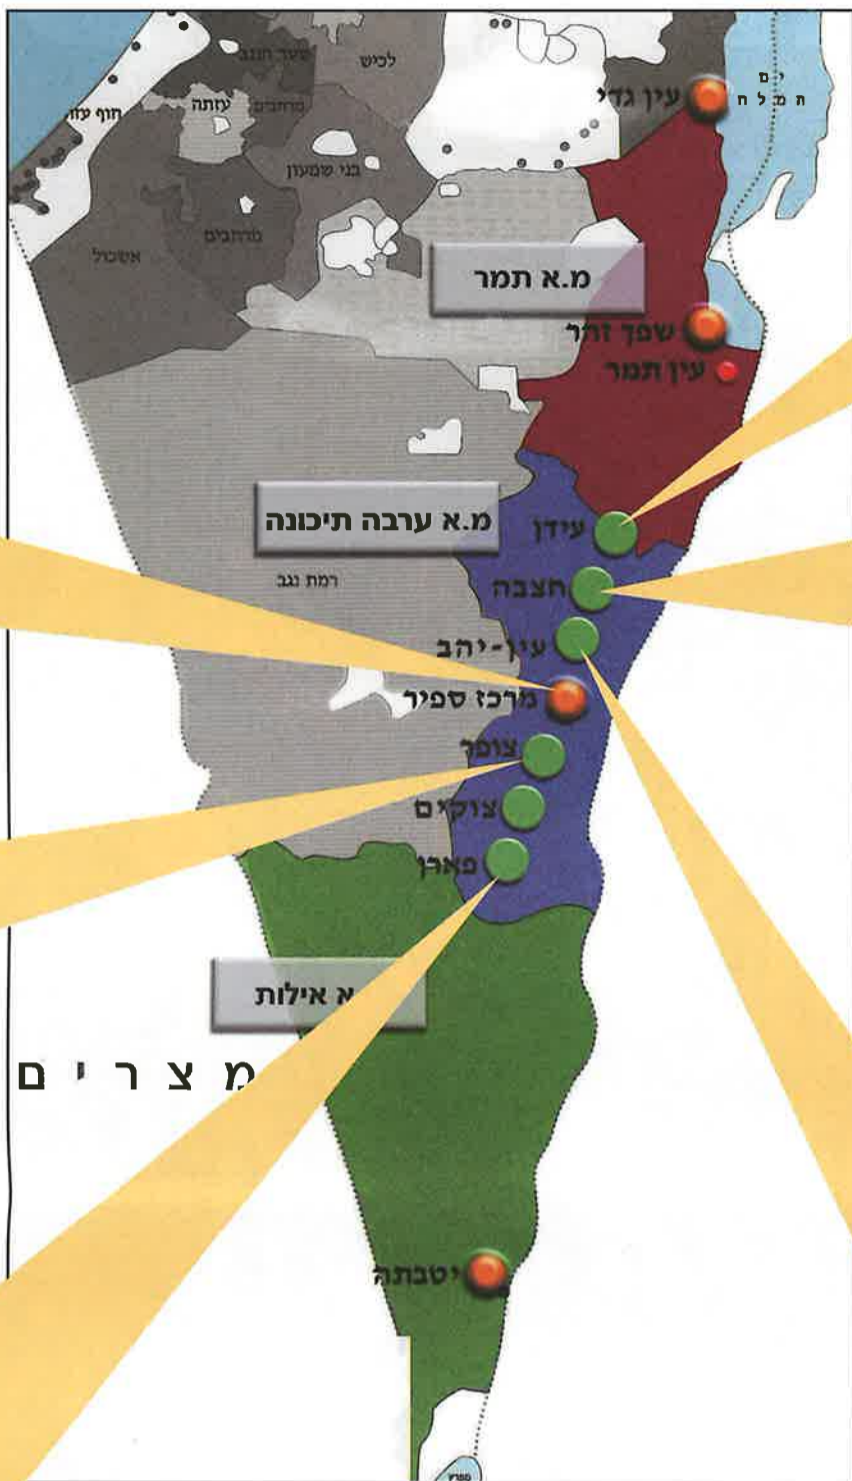 שער הנגב
לכיש
ים
המלח
עין גדי
עזתה
מרחבים
חוף עזה
בני שמעון
מרחבים
אשכול
מ.א תמר
שפך זהר
עין תמר
מ.א ערבה תיכונה
עידן
חצבה
רמת נגב
עין-יהב
מרכז ספיר
צופר
צוקים
פארן
א אילות
מצרים
יטבתה
מפרץ